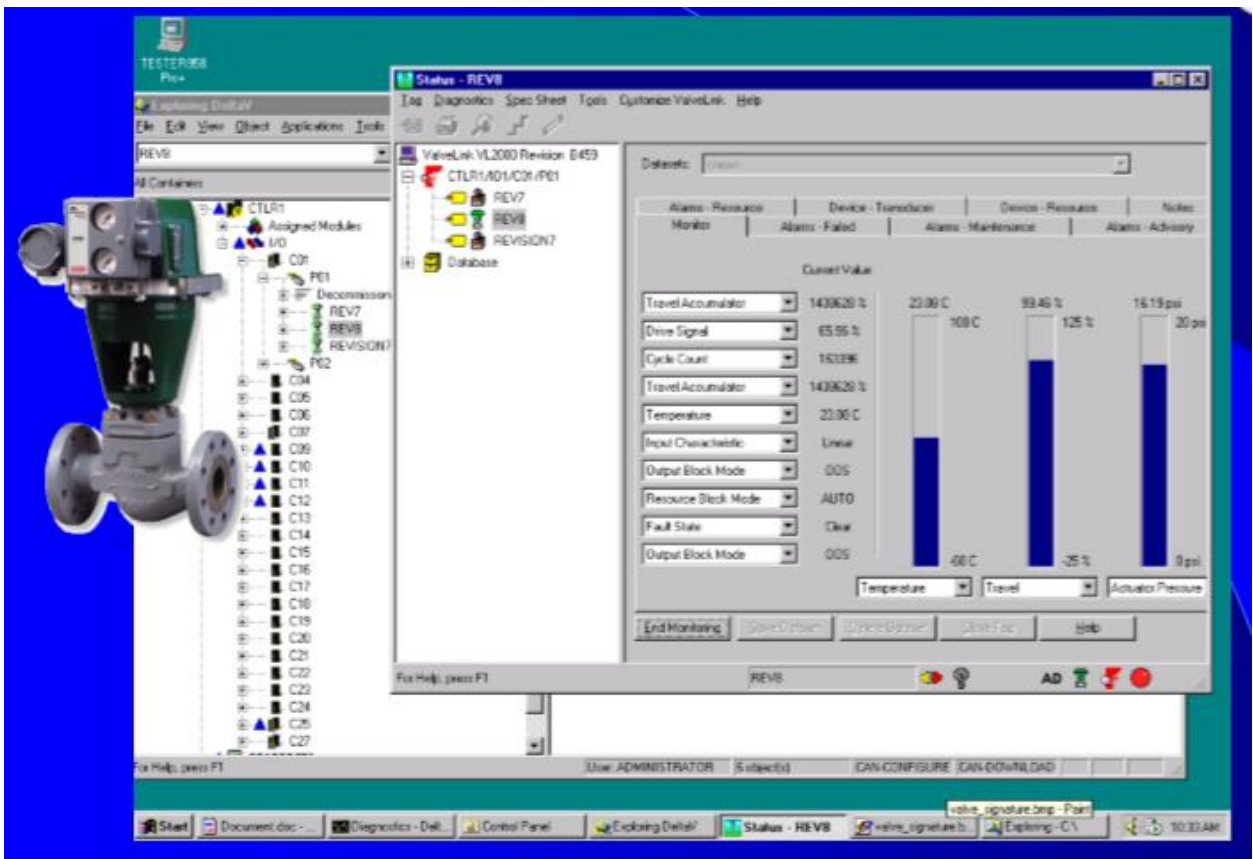 TESTER958
Pro+
Exploring DeltaV
File Edit View Object Applications Tools
REV8
All Containers
CTLR1
Assigned Modules
I/O
C01
P01
Decommission
REV7
REV8
REVISION7
P02
C04
C05
C06
C07
C09
C10
C11
C12
C13
C14
C15
C16
C17
C18
C19
C20
C21
C22
C23
C24
C25
C27
For Help, press F1
User: ADMINISTRATOR
CAN-CONFIGURE
CAN-DOWNLOAD
Status - REV8
Tag Diagnostics Spec Sheet Tools Customize ValveLink Help
ValveLink VL2000 Revision B459
CTLR1/IO1/C01/P01
REV7
REV8
REVISION7
Database
Datasets:
Alarms - Resource Device - Transducer Device - Resource Notes
Monitor Alarms - Failed Alarms - Maintenance Alarms - Advisory
Current Value
Travel Accumulator 1439628 %
Drive Signal 65.95 %
Cycle Count 163396
Travel Accumulator 1439628 %
Temperature 23.08 C
Input Characteristic Linear
Output Block Mode OOS
Resource Block Mode AUTO
Fault State Clear
Output Block Mode OOS
23.08 C 99.46 % 16.19 psi
100 C 125 % 20 psi
-60 C -25 % 0 psi
Temperature Travel Actuator Pressure
End Monitoring Save Dataset Delete Dataset Close Tag Help
For Help, press F1 REV8 AD
valve_signature.bmp - Paint
Start Document.doc - ... Diagnostics - Delt... Control Panel Exploring DeltaV Status - REV8 valve_signature.b... Exploring - C:\ 10:33 AM